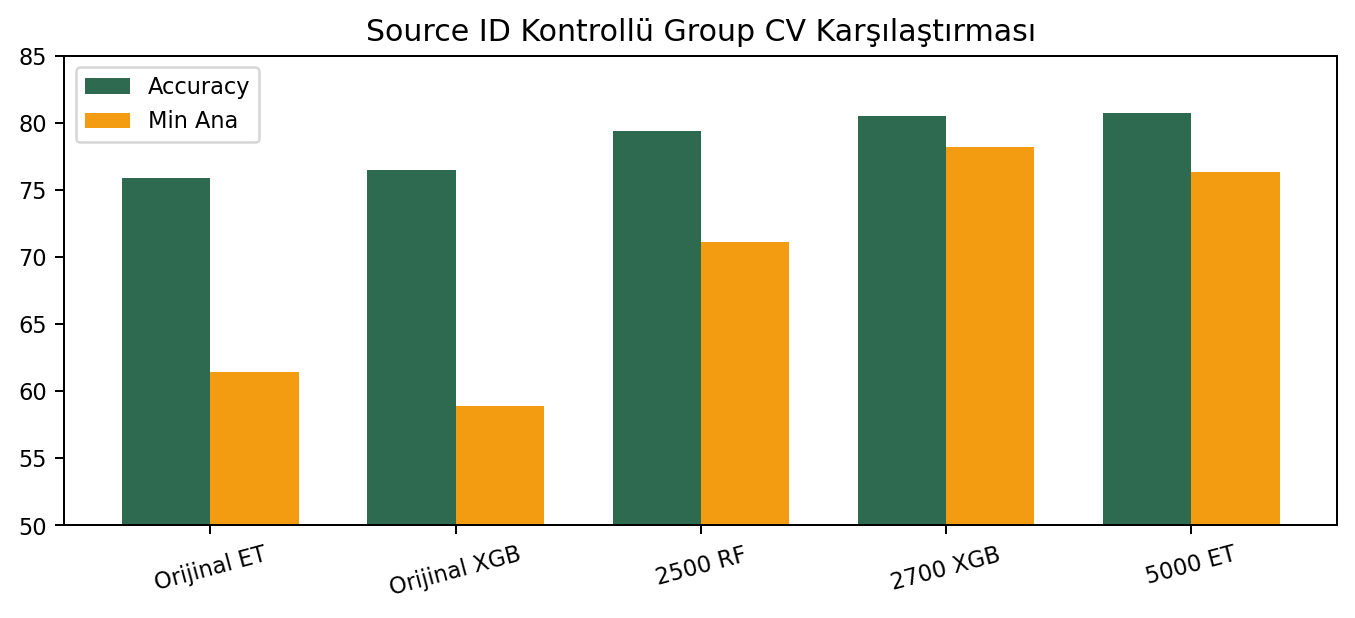 Source ID Kontrollü Group CV Karşılaştırması
85
80
75
70
65
60
55
50
Accuracy
Min Ana
Orijinal ET
Orijinal XGB
2500 RF
2700 XGB
5000 ET